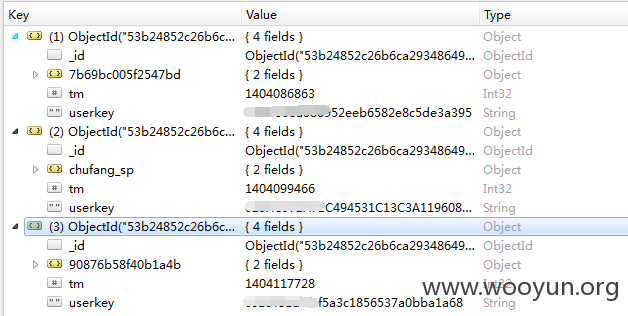 Key Value Type
(1) ObjectId("53b24852c26b6c... { 4 fields } Object
_id ObjectId("53b24852c26b6ca29348649... ObjectId
7b69bc005f2547bd { 2 fields } Object
tm 1404086863 Int32
userkey 952eeb6582e8c5de3a395 String
(2) ObjectId("53b24852c26b6c... { 4 fields } Object
_id ObjectId("53b24852c26b6ca29348649... ObjectId
chufang_sp { 2 fields } Object
tm 1404099466 Int32
userkey C494531C13C3A119608... String
(3) ObjectId("53b24852c26b6c... { 4 fields } Object
_id ObjectId("53b24852c26b6ca29348649... ObjectId
90876b58f40b1a4b { 2 fields } Object
tm 1404117728 Int32
userkey f5a3c1856537a0bba1a68 String
www.wooyun.org